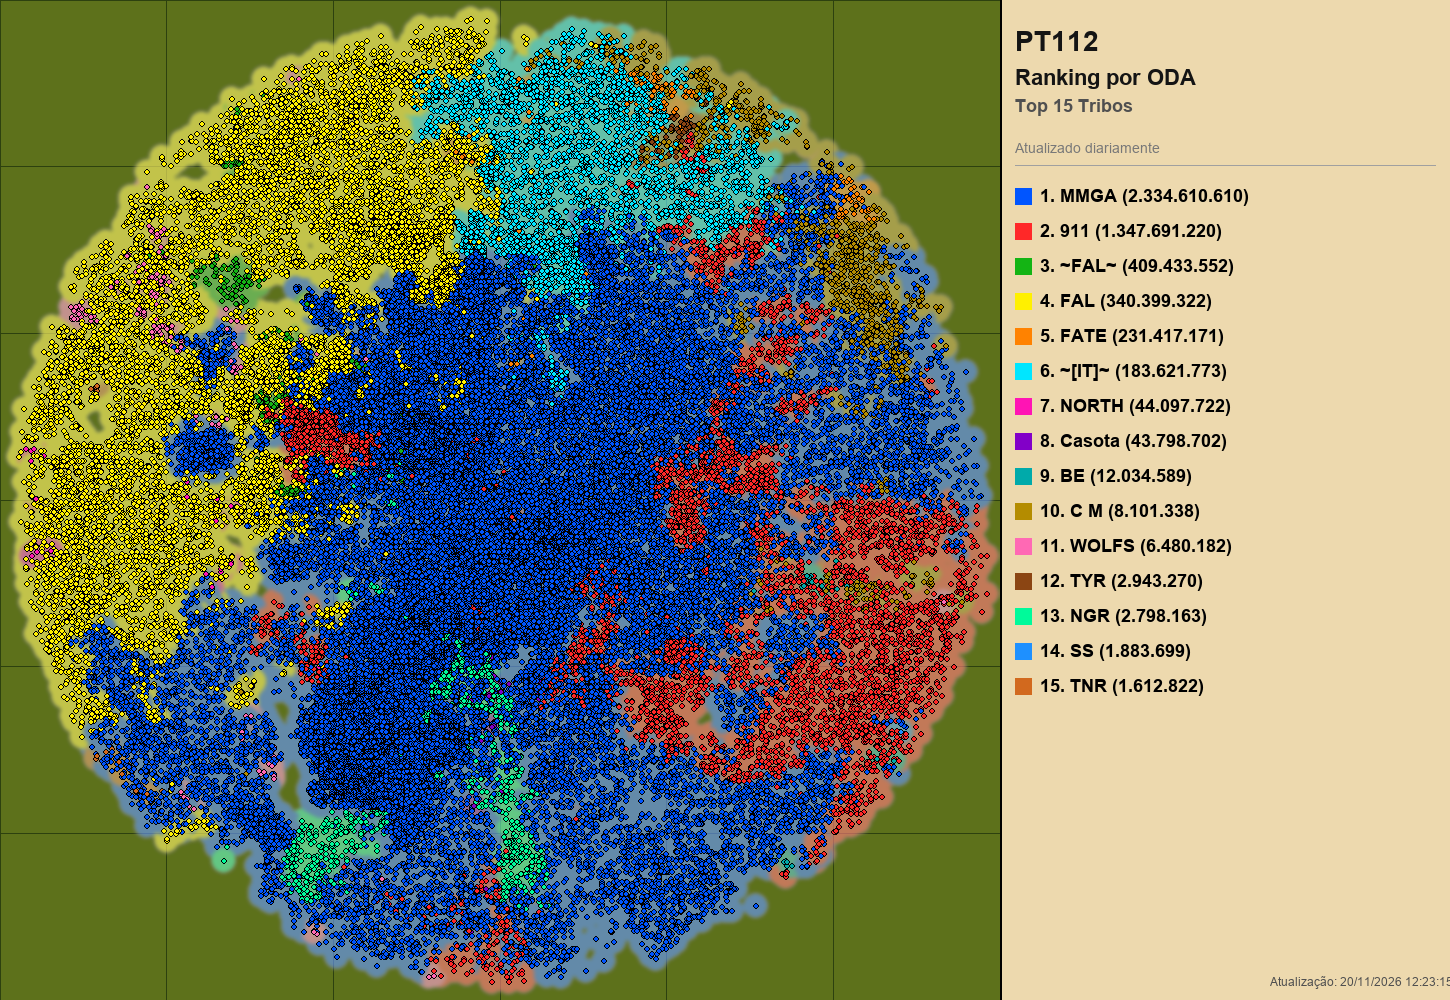 PT112
Ranking por ODA
Top 15 Tribos
Atualizado diariamente
1. MMGA (2.334.610.610)
2. 911 (1.347.691.220)
3. ~FAL~ (409.433.552)
4. FAL (340.399.322)
5. FATE (231.417.171)
6. ~[IT]~ (183.621.773)
7. NORTH (44.097.722)
8. Casota (43.798.702)
9. BE (12.034.589)
10. C M (8.101.338)
11. WOLFS (6.480.182)
12. TYR (2.943.270)
13. NGR (2.798.163)
14. SS (1.883.699)
15. TNR (1.612.822)
Atualização: 20/11/2026 12:23:15